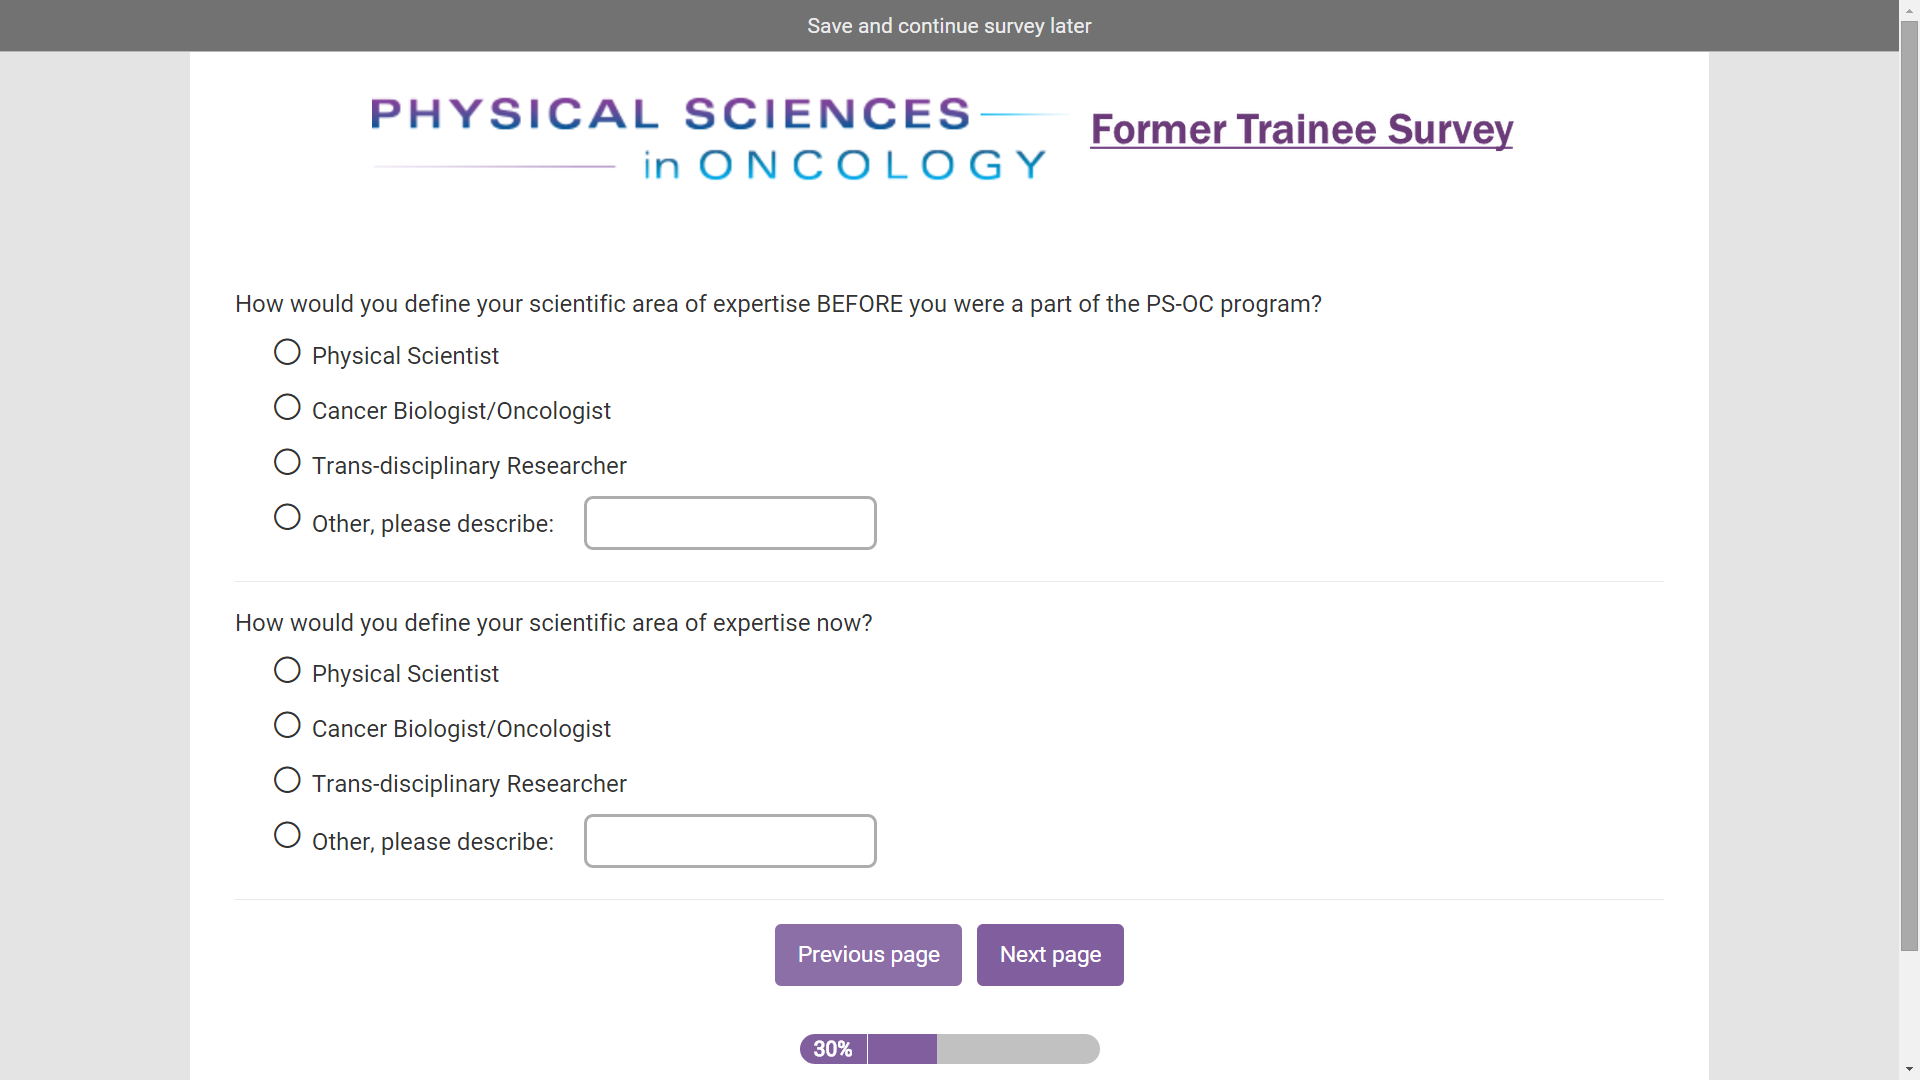 Save and continue survey later
PHYSICAL SCIENCES
in ONCOLOGY
Former Trainee Survey
How would you define your scientific area of expertise BEFORE you were a part of the PS-OC program?
Physical Scientist
Cancer Biologist/Oncologist
Trans-disciplinary Researcher
Other, please describe:
How would you define your scientific area of expertise now?
Physical Scientist
Cancer Biologist/Oncologist
Trans-disciplinary Researcher
Other, please describe:
Previous page
Next page
30%